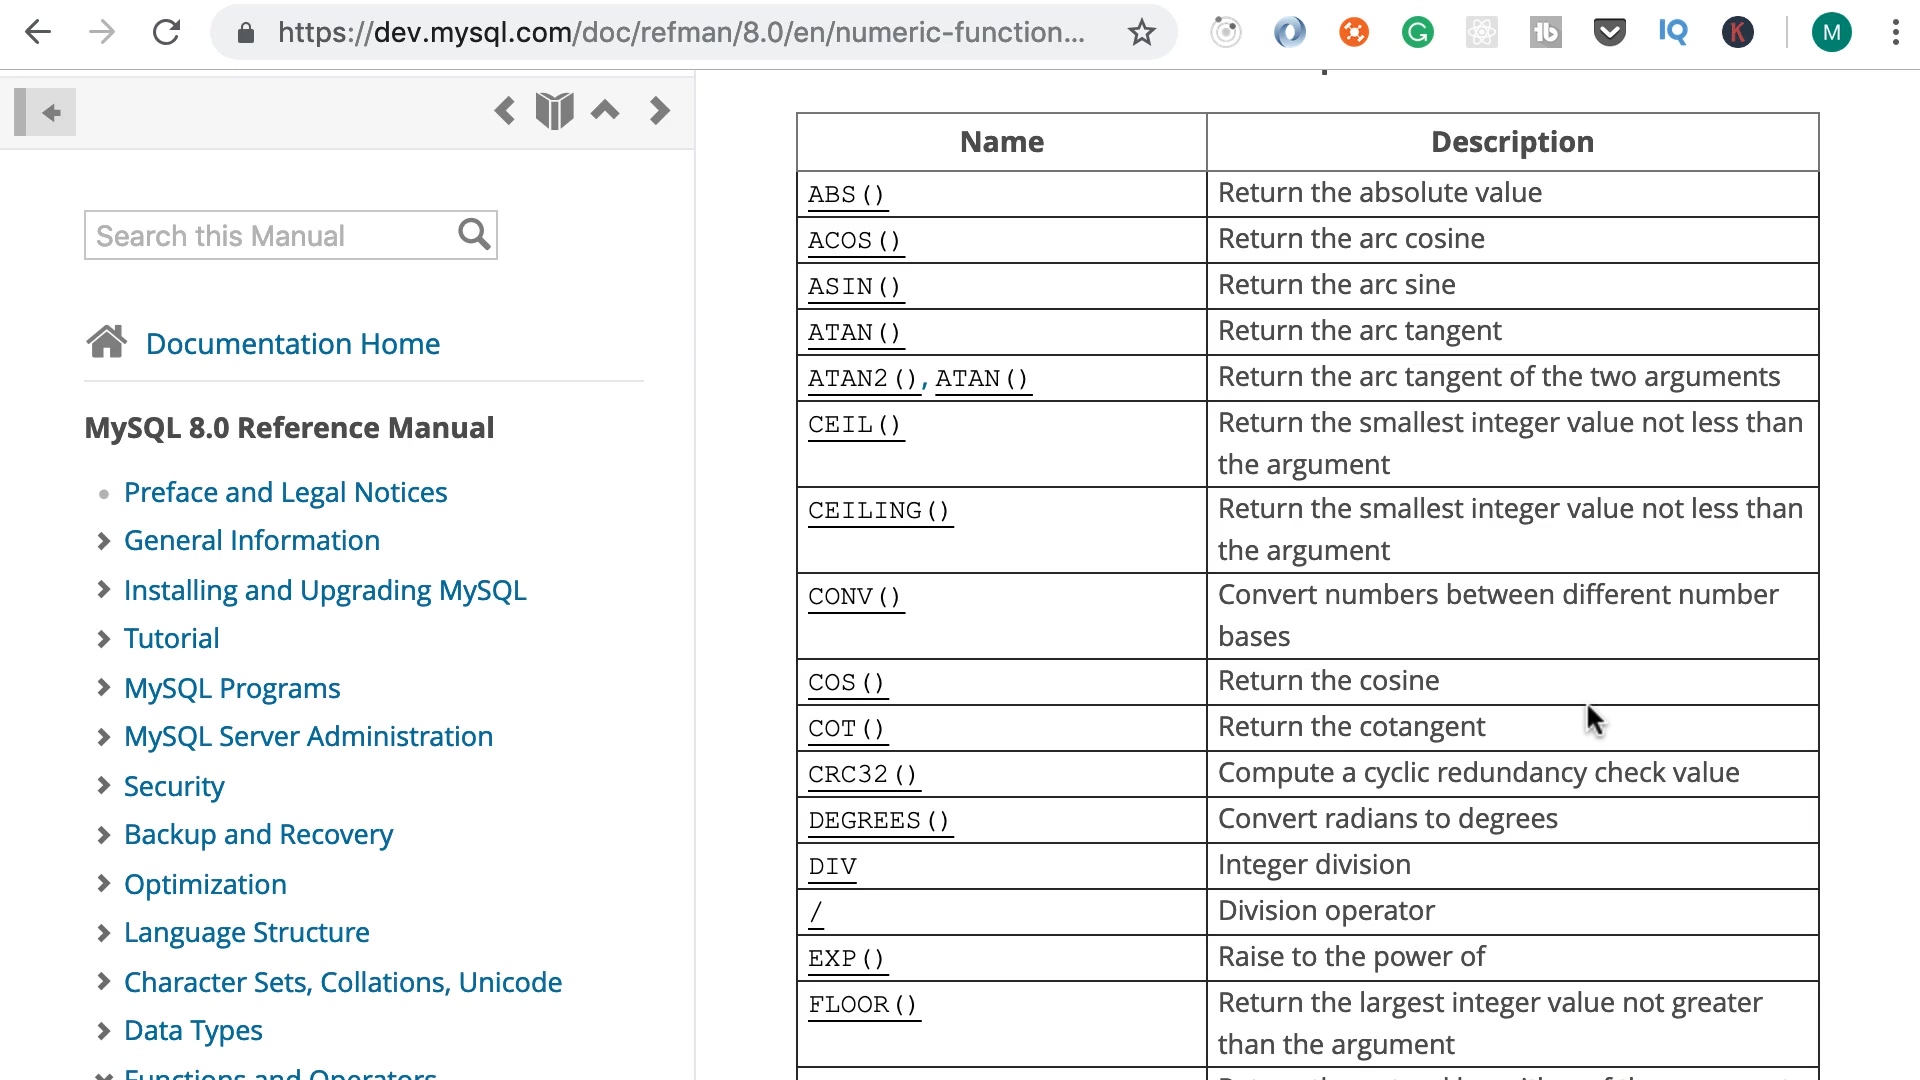 https://dev.mysql.com/doc/refman/8.0/en/numeric-function...
tb
IQ
K
M
Search this Manual
Documentation Home
MySQL 8.0 Reference Manual
Preface and Legal Notices
General Information
Installing and Upgrading MySQL
Tutorial
MySQL Programs
MySQL Server Administration
Security
Backup and Recovery
Optimization
Language Structure
Character Sets, Collations, Unicode
Data Types
Functions and Operators
Name Description
ABS() Return the absolute value
ACOS() Return the arc cosine
ASIN() Return the arc sine
ATAN() Return the arc tangent
ATAN2(), ATAN() Return the arc tangent of the two arguments
CEIL() Return the smallest integer value not less than
the argument
CEILING() Return the smallest integer value not less than
the argument
CONV() Convert numbers between different number
bases
COS() Return the cosine
COT() Return the cotangent
CRC32() Compute a cyclic redundancy check value
DEGREES() Convert radians to degrees
DIV Integer division
/ Division operator
EXP() Raise to the power of
FLOOR() Return the largest integer value not greater
than the argument